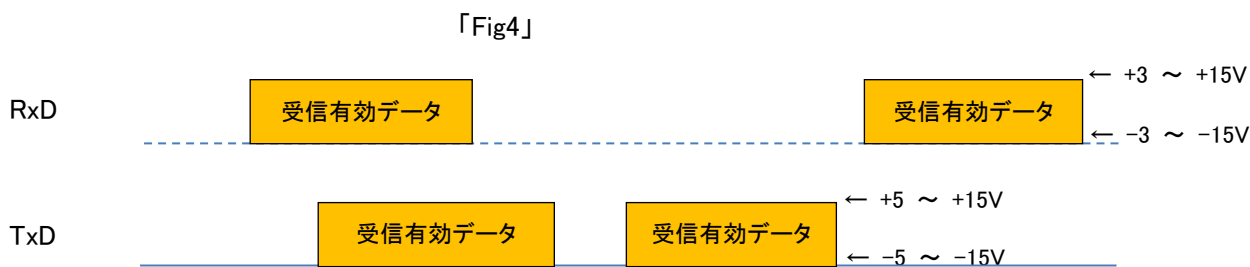 「Fig4」
← +3 ～ +15V
RxD 受信有効データ 受信有効データ
← -3 ～ -15V
← +5 ～ +15V
TxD 受信有効データ 受信有効データ
← -5 ～ -15V